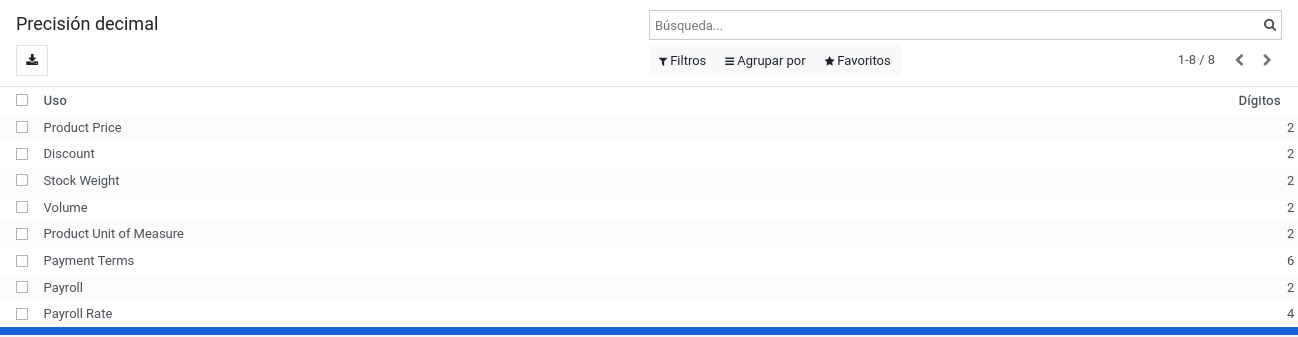 Precisión decimal
Búsqueda...
Filtros Agrupar por Favoritos 1-8 / 8
Uso Dígitos
Product Price 2
Discount 2
Stock Weight 2
Volume 2
Product Unit of Measure 2
Payment Terms 6
Payroll 2
Payroll Rate 4